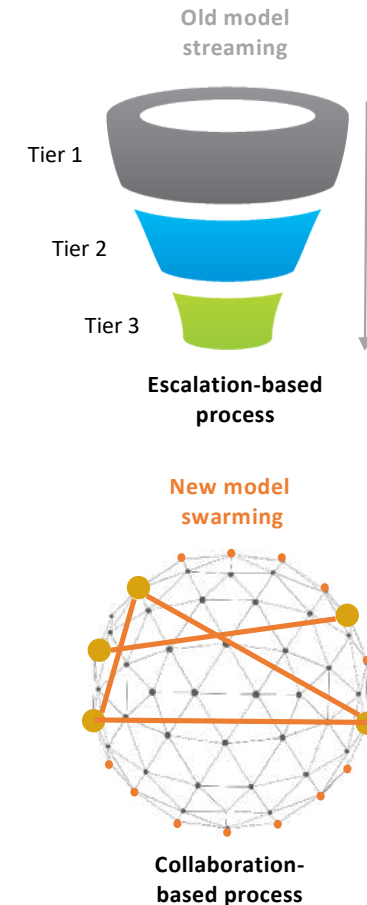 Old model
streaming
Tier 1
Tier 2
Tier 3
Escalation-based
process
New model
swarming
Collaboration-
based process